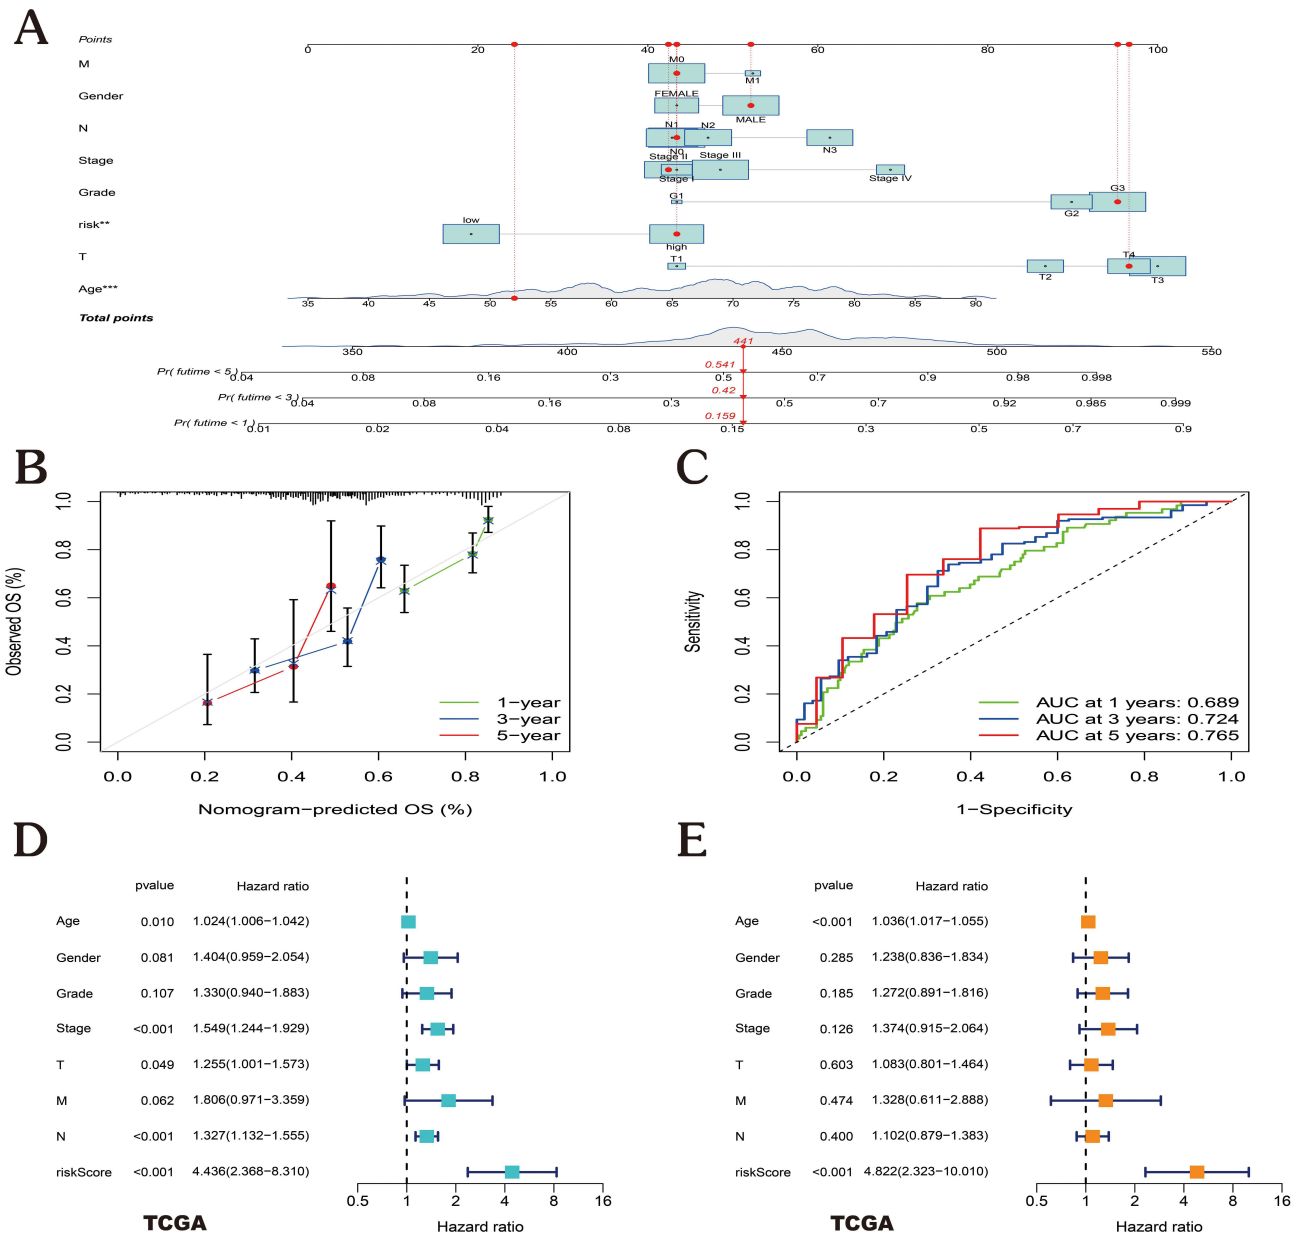 A
Points
0 20 40 60 80 100
M
M0
M1
Gender
FEMALE
MALE
N
N1 N2
N0 N3
Stage
Stage II Stage III
Stage I Stage IV
Grade
G1 G3
G2
risk**
low
high
T
T1 T4
T2 T3
Age***
35 40 45 50 55 60 65 70 75 80 85 90
Total points
441
350 400 450 500 550
0.541
Pr( futime < 5 )
0.04 0.08 0.16 0.3 0.5 0.7 0.9 0.98 0.998
0.42
Pr( futime < 3 )
0.04 0.08 0.16 0.3 0.5 0.7 0.92 0.985 0.999
0.159
Pr( futime < 1 )
0.01 0.02 0.04 0.08 0.15 0.3 0.5 0.7 0.9
B
Observed OS (%)
1.0
0.8
0.6
0.4
0.2
0.0
1-year
3-year
5-year
0.0 0.2 0.4 0.6 0.8 1.0
Nomogram-predicted OS (%)
C
Sensitivity
1.0
0.8
0.6
0.4
0.2
0.0
AUC at 1 years: 0.689
AUC at 3 years: 0.724
AUC at 5 years: 0.765
0.0 0.2 0.4 0.6 0.8 1.0
1-Specificity
D
pvalue Hazard ratio
Age 0.010 1.024(1.006-1.042)
Gender 0.081 1.404(0.959-2.054)
Grade 0.107 1.330(0.940-1.883)
Stage <0.001 1.549(1.244-1.929)
T 0.049 1.255(1.001-1.573)
M 0.062 1.806(0.971-3.359)
N <0.001 1.327(1.132-1.555)
riskScore <0.001 4.436(2.368-8.310)
0.5 1 2 4 8 16
TCGA
Hazard ratio
E
pvalue Hazard ratio
Age <0.001 1.036(1.017-1.055)
Gender 0.285 1.238(0.836-1.834)
Grade 0.185 1.272(0.891-1.816)
Stage 0.126 1.374(0.915-2.064)
T 0.603 1.083(0.801-1.464)
M 0.474 1.328(0.611-2.888)
N 0.400 1.102(0.879-1.383)
riskScore <0.001 4.822(2.323-10.010)
0.5 1 2 4 8 16
TCGA
Hazard ratio